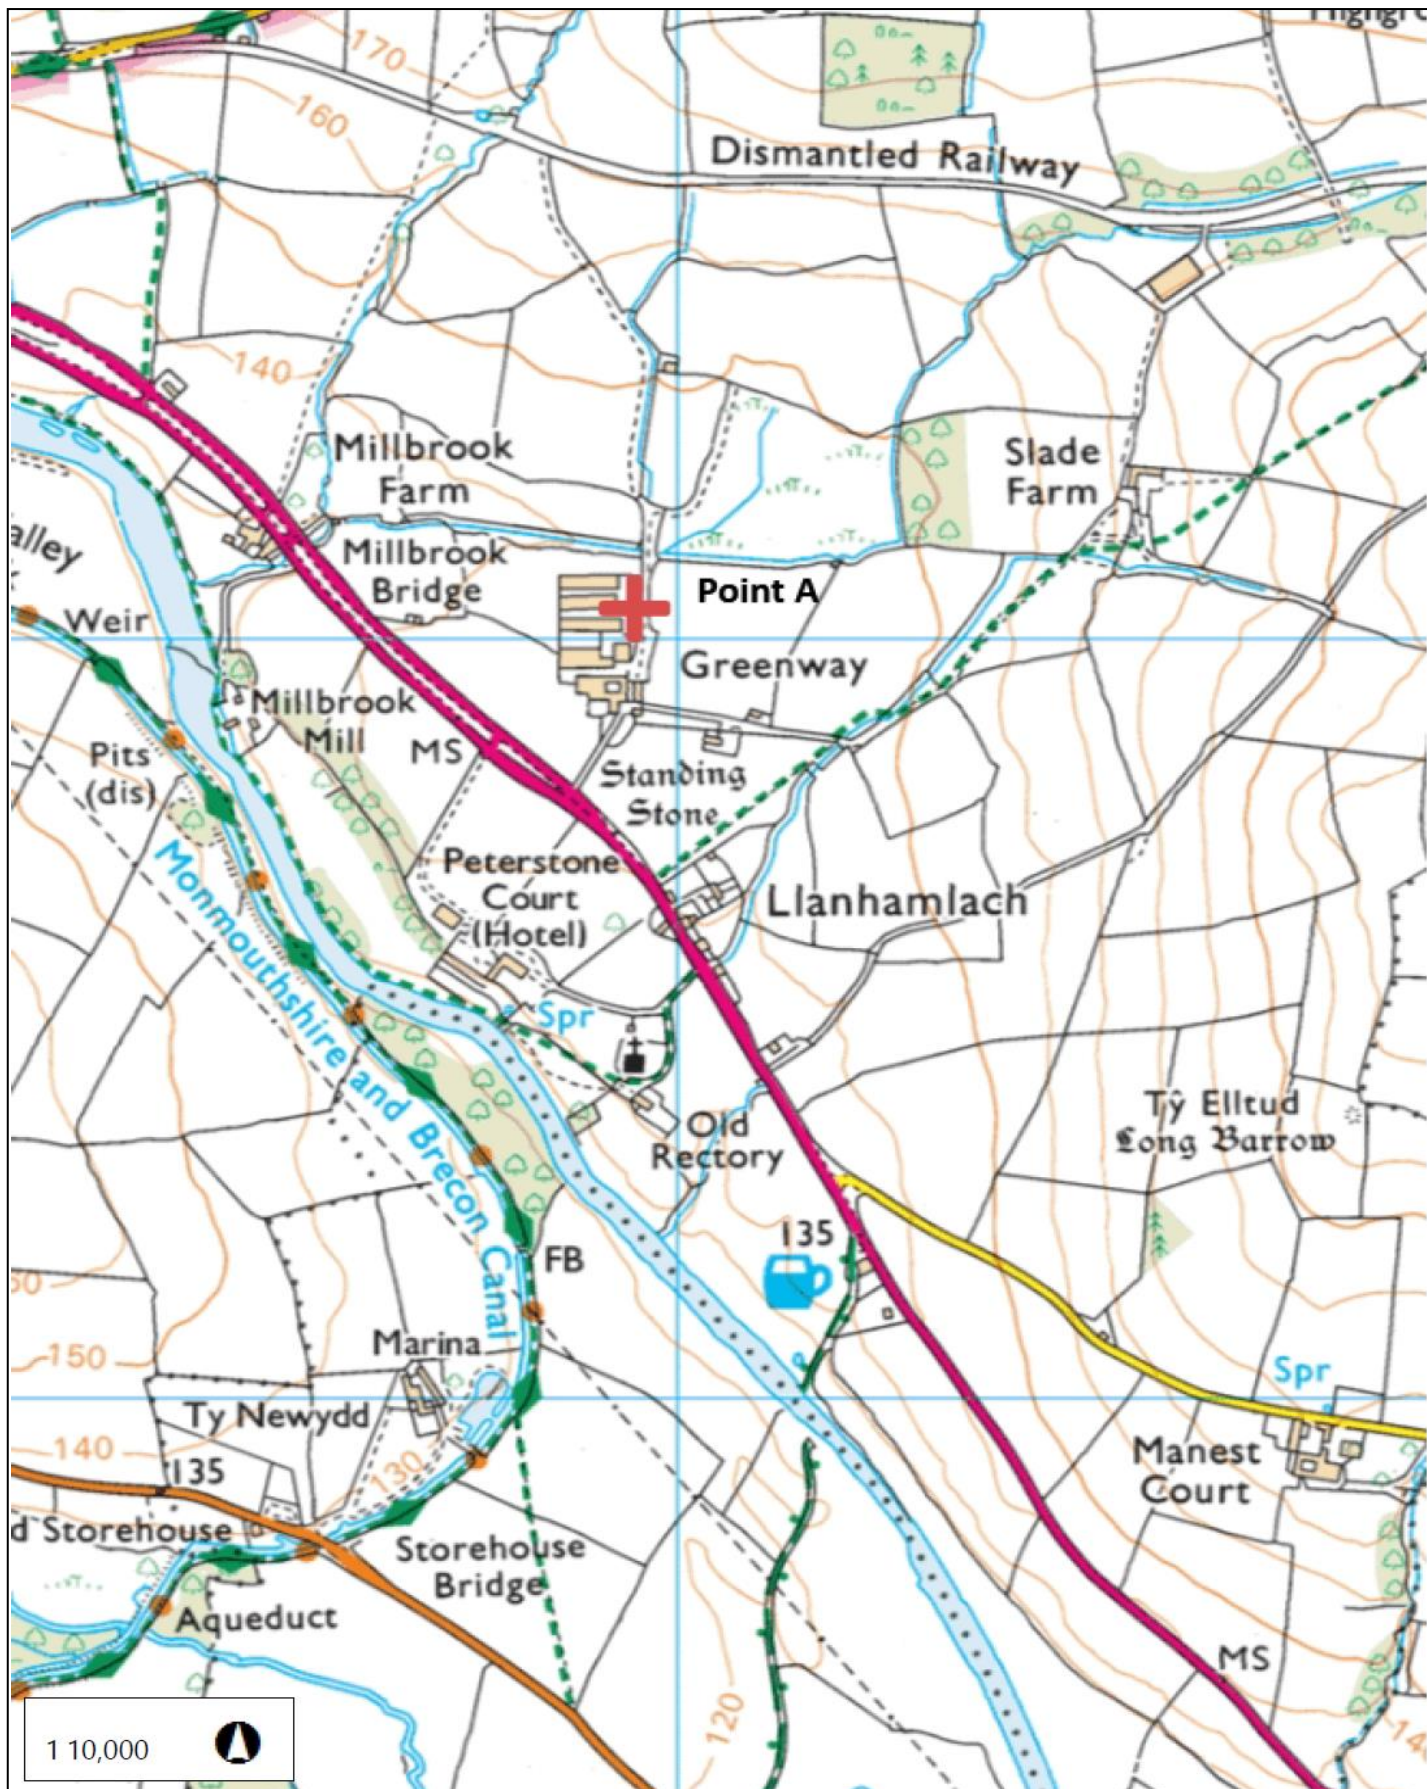 170
160
Dismantled Railway
140
Millbrook
Farm
Slade
Farm
alley
Millbrook
Bridge
Point A
Weir
Greenway
Millbrook
Mill
MS
Pits
(dis)
Standing
Stone
Peterstone
Court
(Hotel)
Llanhamlach
Monmouthshire and Brecon Canal
Spr
Old
Rectory
Tŷ Elltud
Long Barrow
135
FB
150
Marina
Spr
Ty Newydd
140
130
135
Manest
Court
d Storehouse
Storehouse
Bridge
Aqueduct
MS
120
1 10,000